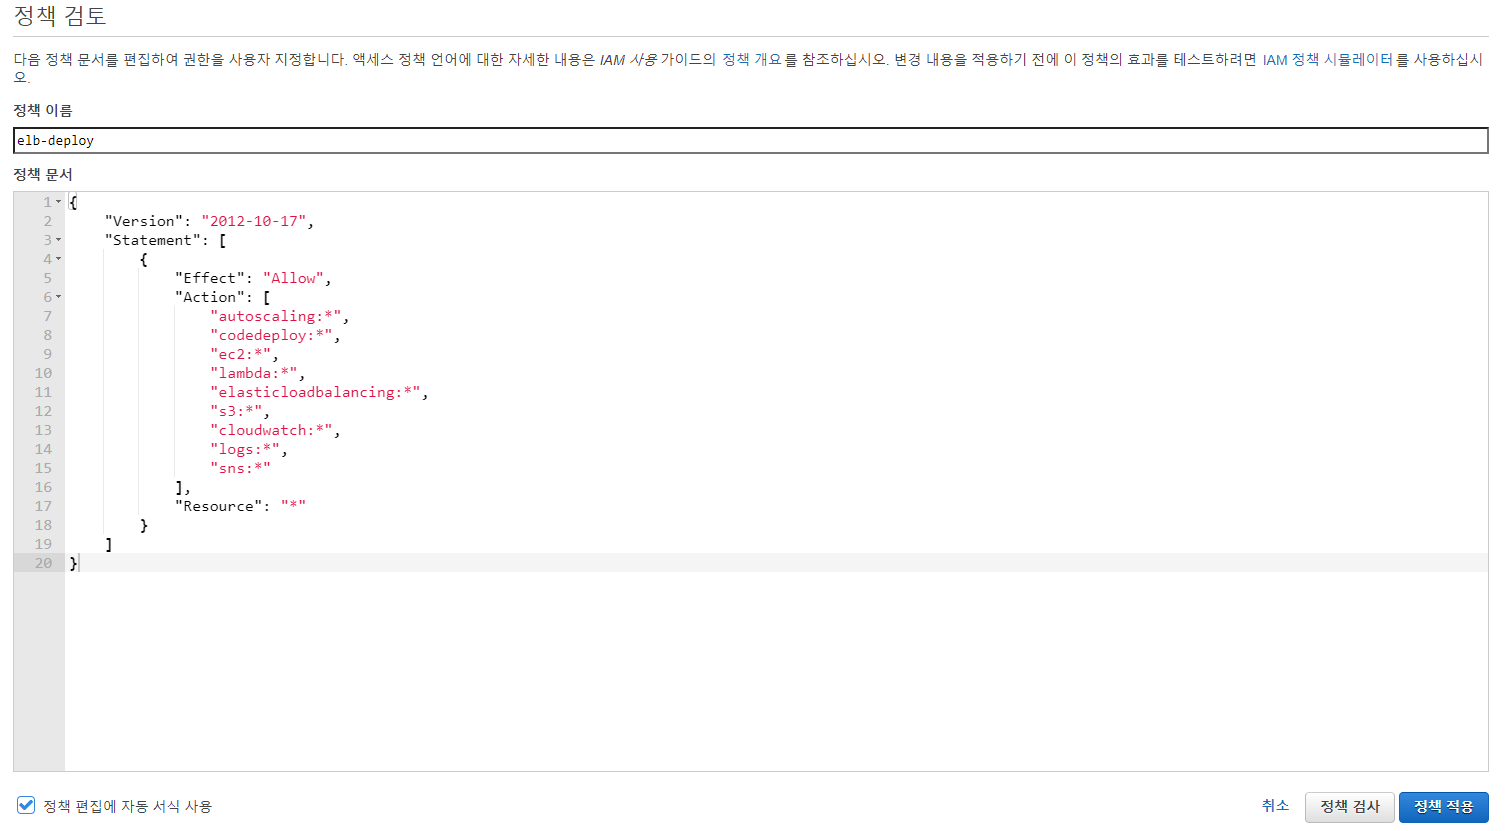 정책 검토
다음 정책 문서를 편집하여 권한을 사용자 지정합니다. 액세스 정책 언어에 대한 자세한 내용은 IAM 사용 가이드의 정책 개요를 참조하십시오. 변경 내용을 적용하기 전에 이 정책의 효과를 테스트하려면 IAM 정책 시뮬레이터를 사용하십시
오.
정책 이름
elb-deploy
정책 문서
1 {
2 "Version": "2012-10-17",
3 "Statement": [
4 {
5 "Effect": "Allow",
6 "Action": [
7 "autoscaling:*",
8 "codedeploy:*",
9 "ec2:*",
10 "lambda:*",
11 "elasticloadbalancing:*",
12 "s3:*",
13 "cloudwatch:*",
14 "logs:*",
15 "sns:*"
16 ],
17 "Resource": "*"
18 }
19 ]
20 }
정책 편집에 자동 서식 사용 취소 정책 검사 정책 적용